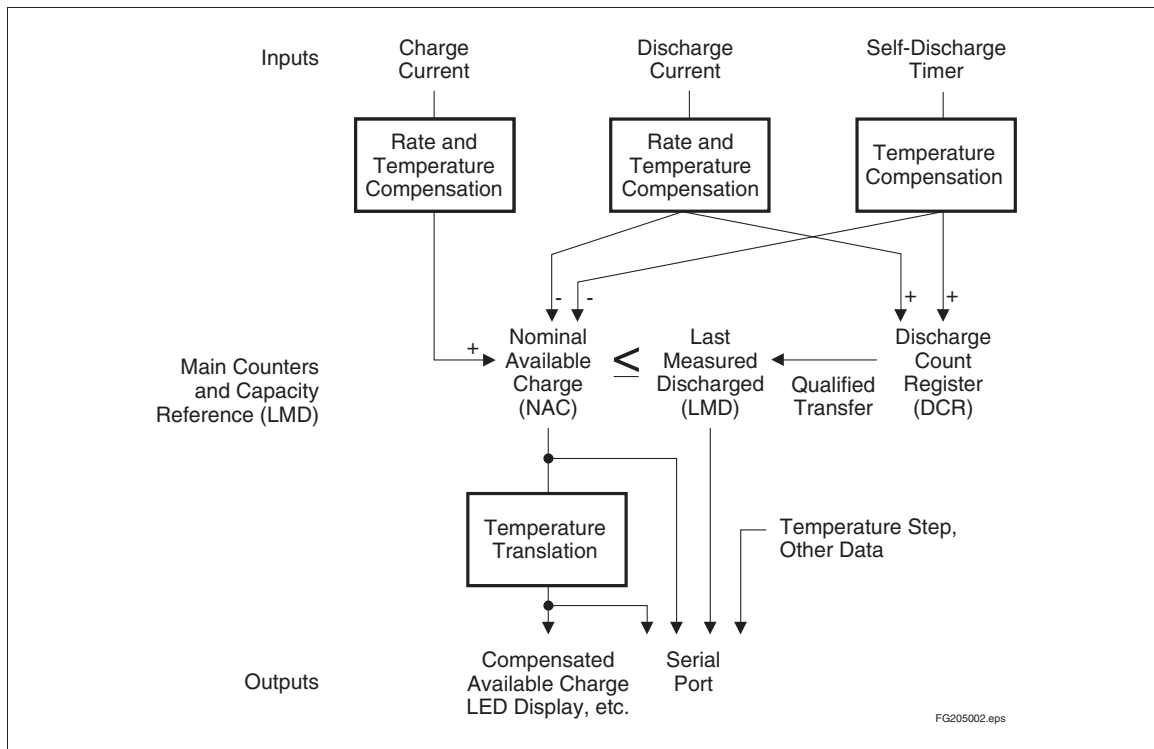 Inputs
Charge
Current
Discharge
Current
Self-Discharge
Timer
Rate and
Temperature
Compensation
Rate and
Temperature
Compensation
Temperature
Compensation
-
-
+
+
+
Main Counters
and Capacity
Reference (LMD)
Nominal
Available
Charge
(NAC)
≤
Last
Measured
Discharged
(LMD)
Qualified
Transfer
Discharge
Count
Register
(DCR)
Temperature
Translation
Temperature Step,
Other Data
Outputs
Compensated
Available Charge
LED Display, etc.
Serial
Port
FG205002.eps